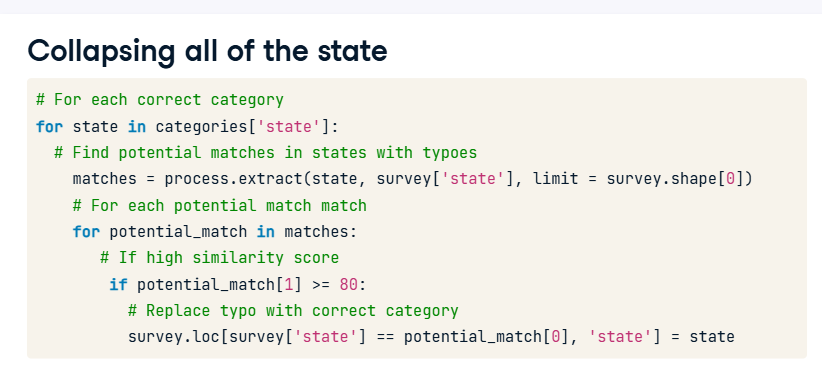 Collapsing all of the state
# For each correct category
for state in categories['state']:
# Find potential matches in states with typoes
matches = process.extract(state, survey['state'], limit = survey.shape[0])
# For each potential match match
for potential_match in matches:
# If high similarity score
if potential_match[1] >= 80:
# Replace typo with correct category
survey.loc[survey['state'] == potential_match[0], 'state'] = state